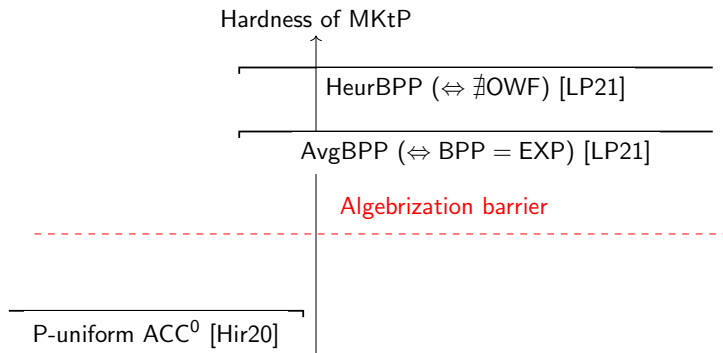 Hardness of MKtP
HeurBPP (⇔ ∄OWF) [LP21]
AvgBPP (⇔ BPP = EXP) [LP21]
Algebrization barrier
P-uniform ACC⁰ [Hir20]